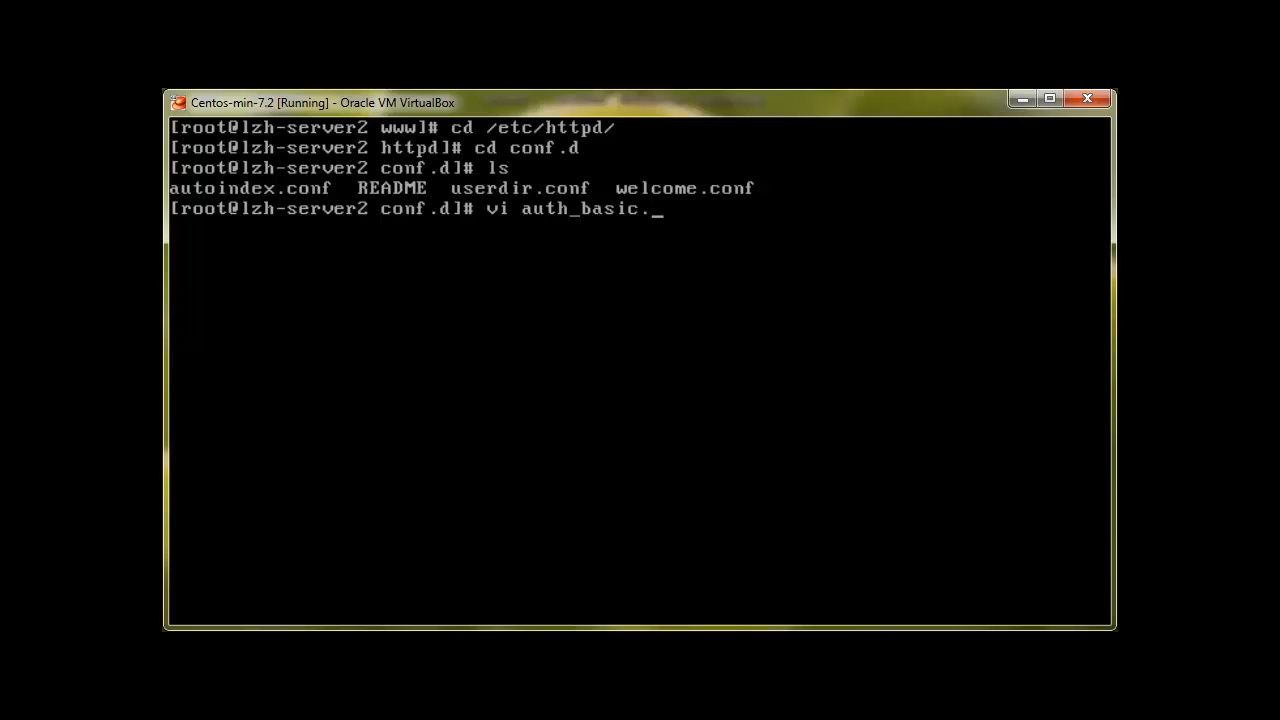 Centos-min-7.2 [Running] - Oracle VM VirtualBox
[root@lzh-server2 www]# cd /etc/httpd/
[root@lzh-server2 httpd]# cd conf.d
[root@lzh-server2 conf.d]# ls
autoindex.conf  README  userdir.conf  welcome.conf
[root@lzh-server2 conf.d]# vi auth_basic._